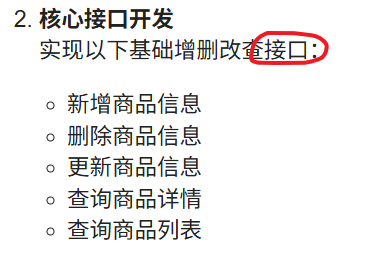 2. 核心接口开发
实现以下基础增删改查接口：
○ 新增商品信息
○ 删除商品信息
○ 更新商品信息
○ 查询商品详情
○ 查询商品列表